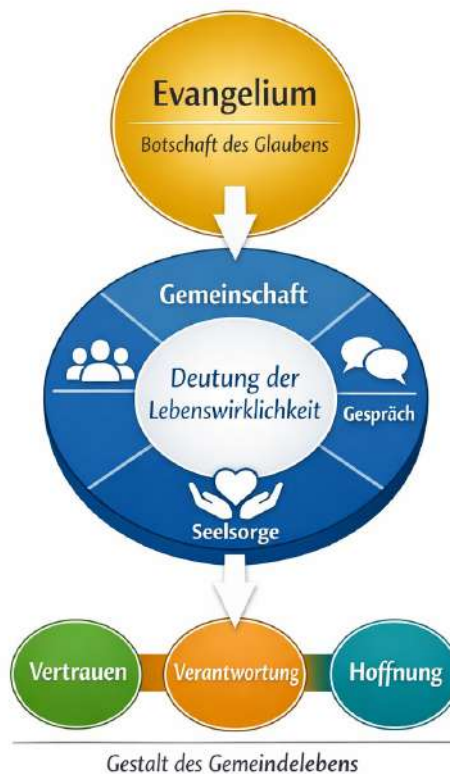 Evangelium
Botschaft des Glaubens
Gemeinschaft
Deutung der
Lebenswirklichkeit
Gespräch
Seelsorge
Vertrauen
Verantwortung
Hoffnung
Gestalt des Gemeindelebens